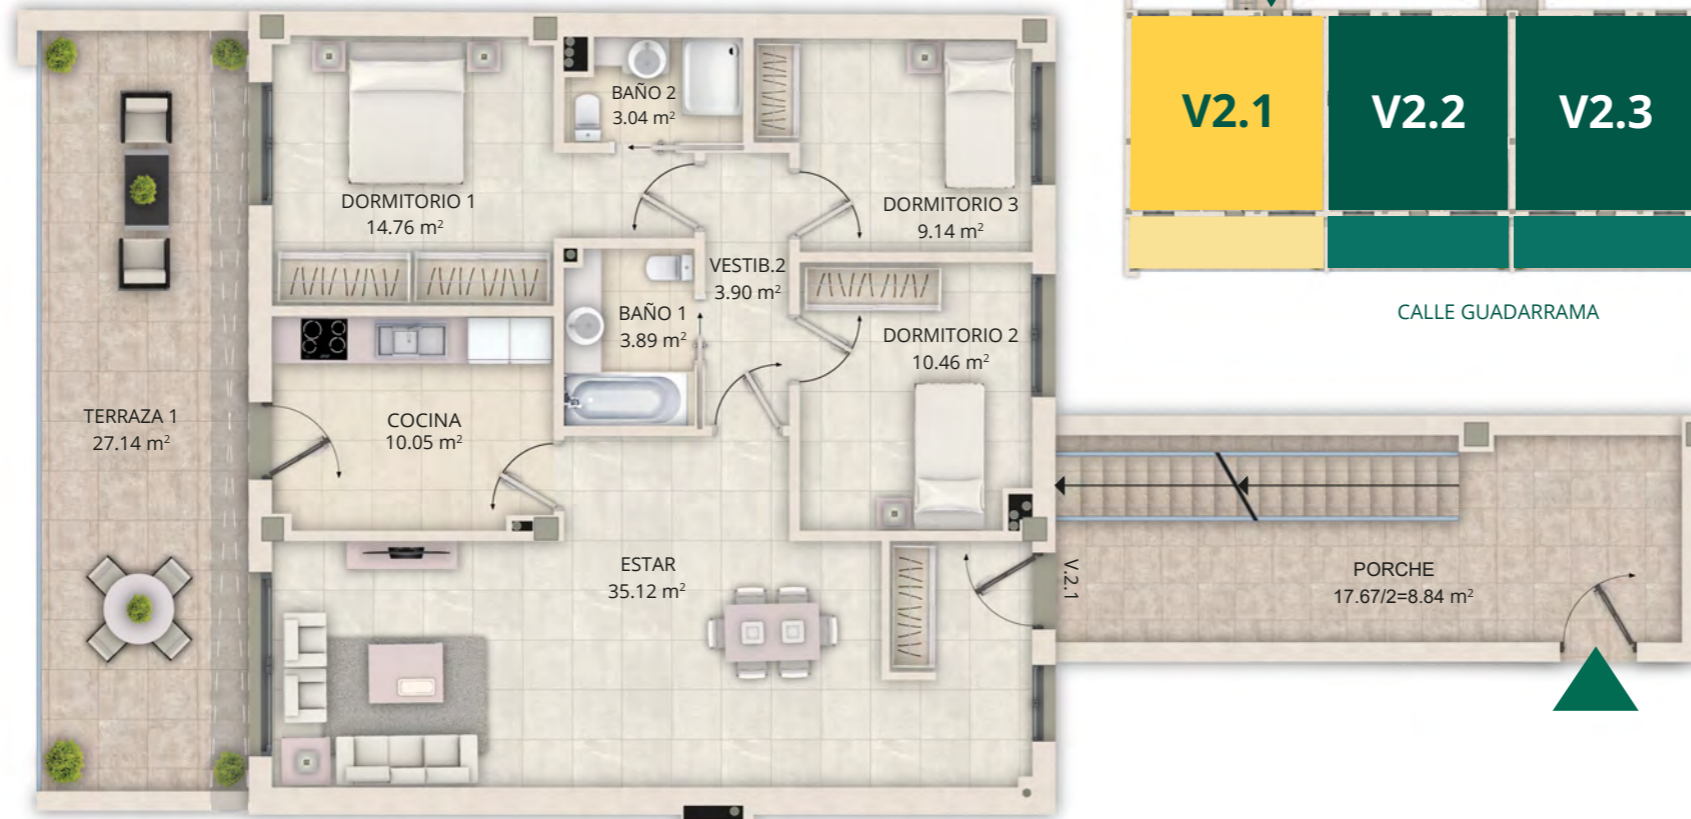 BAÑO 2
3.04 m²
DORMITORIO 1
14.76 m²
DORMITORIO 3
9.14 m²
VESTIB.2
3.90 m²
BAÑO 1
3.89 m²
DORMITORIO 2
10.46 m²
TERRAZA 1
27.14 m²
COCINA
10.05 m²
ESTAR
35.12 m²
V.2.1
PORCHE
17.67/2=8.84 m²
V2.1
V2.2
V2.3
CALLE GUADARRAMA